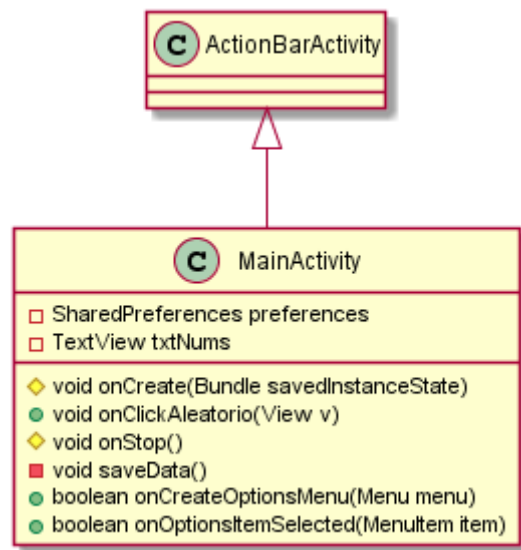 C ActionBarActivity
C MainActivity
SharedPreferences preferences
TextView txtNums
void onCreate(Bundle savedInstanceState)
void onClickAleatorio(View v)
void onStop()
void saveData()
boolean onCreateOptionsMenu(Menu menu)
boolean onOptionsItemSelected(MenuItem item)